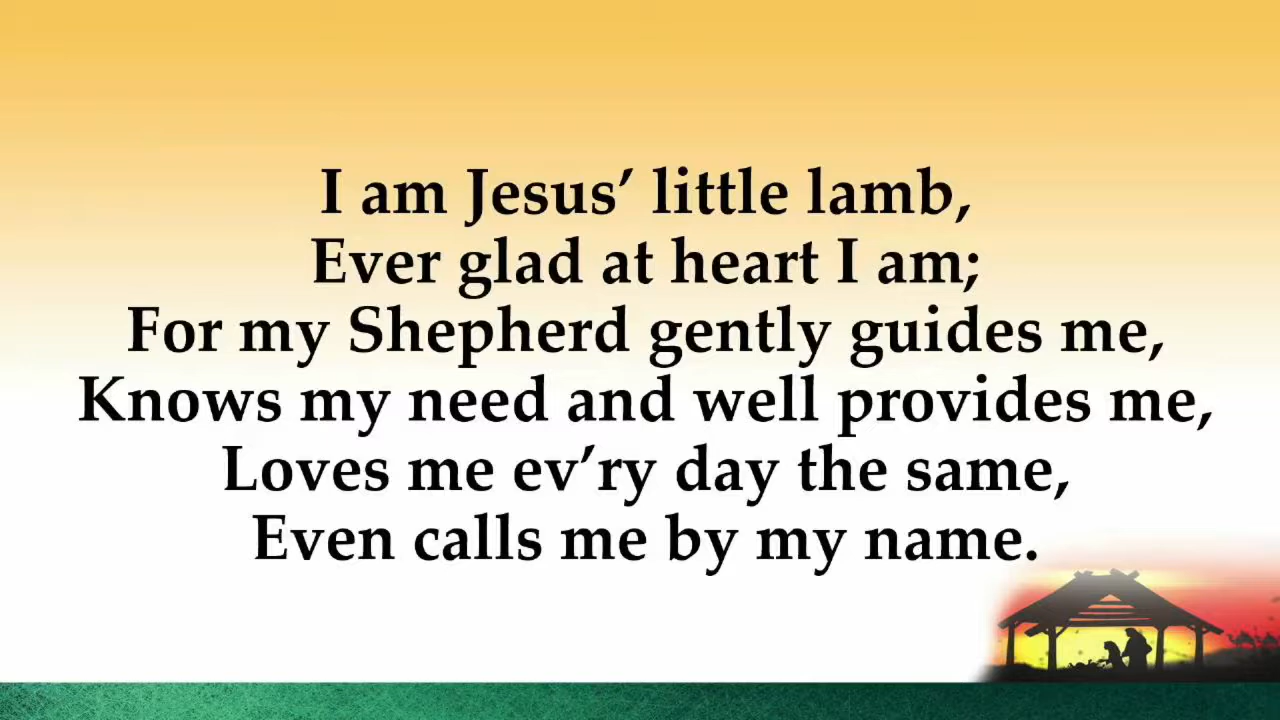 I am Jesus’ little lamb,
Ever glad at heart I am;
For my Shepherd gently guides me,
Knows my need and well provides me,
Loves me ev’ry day the same,
Even calls me by my name.